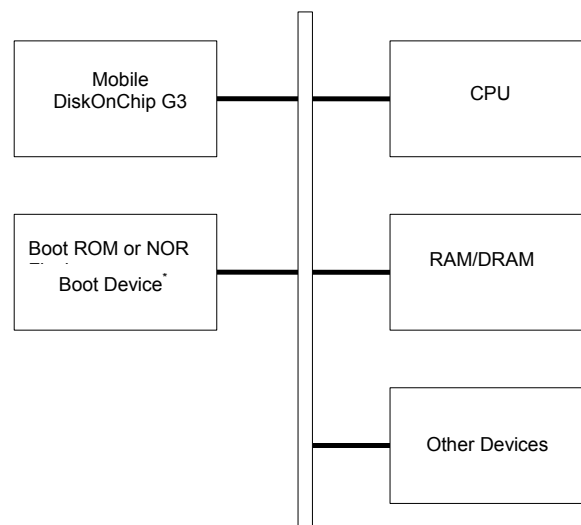 Mobile
DiskOnChip G3
CPU
Boot ROM or NOR
Boot Device*
RAM/DRAM
Other Devices